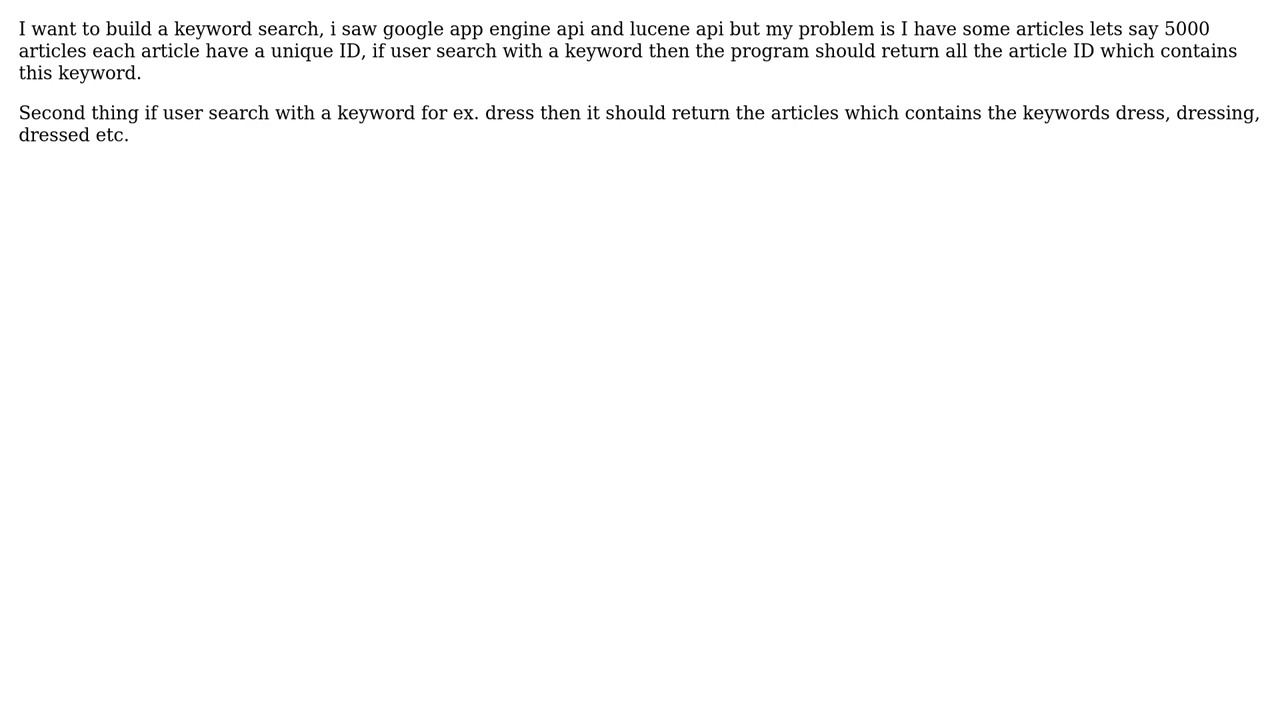 I want to build a keyword search, i saw google app engine api and lucene api but my problem is I have some articles lets say 5000
articles each article have a unique ID, if user search with a keyword then the program should return all the article ID which contains
this keyword.
Second thing if user search with a keyword for ex. dress then it should return the articles which contains the keywords dress, dressing,
dressed etc.